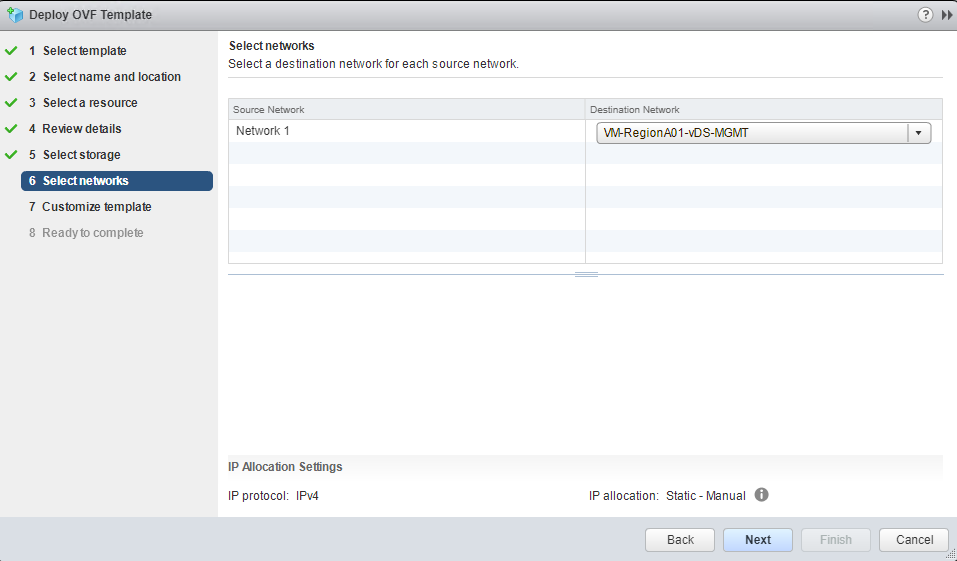 Deploy OVF Template
?
1 Select template
2 Select name and location
3 Select a resource
4 Review details
5 Select storage
6 Select networks
7 Customize template
8 Ready to complete
Select networks
Select a destination network for each source network.
Source Network Destination Network
Network 1 VM-RegionA01-vDS-MGMT
IP Allocation Settings
IP protocol: IPv4 IP allocation: Static - Manual
Back Next Finish Cancel